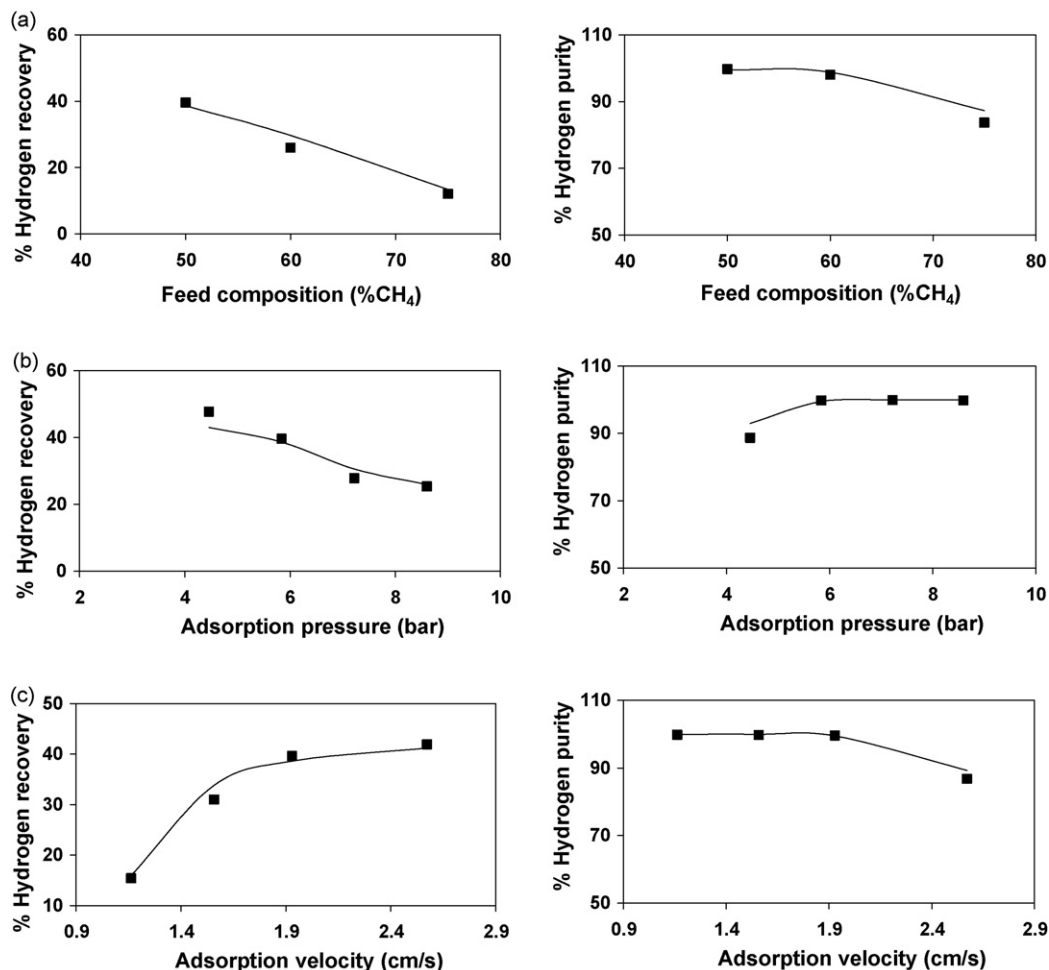 (a)
% Hydrogen recovery
60
40
20
0
40 50 60 70 80
Feed composition (%CH₄)
% Hydrogen purity
110
90
70
50
40 50 60 70 80
Feed composition (%CH₄)
(b)
% Hydrogen recovery
60
40
20
0
2 4 6 8 10
Adsorption pressure (bar)
% Hydrogen purity
110
90
70
50
2 4 6 8 10
Adsorption pressure (bar)
(c)
% Hydrogen recovery
50
40
30
20
10
0.9 1.4 1.9 2.4 2.9
Adsorption velocity (cm/s)
% Hydrogen purity
110
90
70
50
0.9 1.4 1.9 2.4 2.9
Adsorption velocity (cm/s)